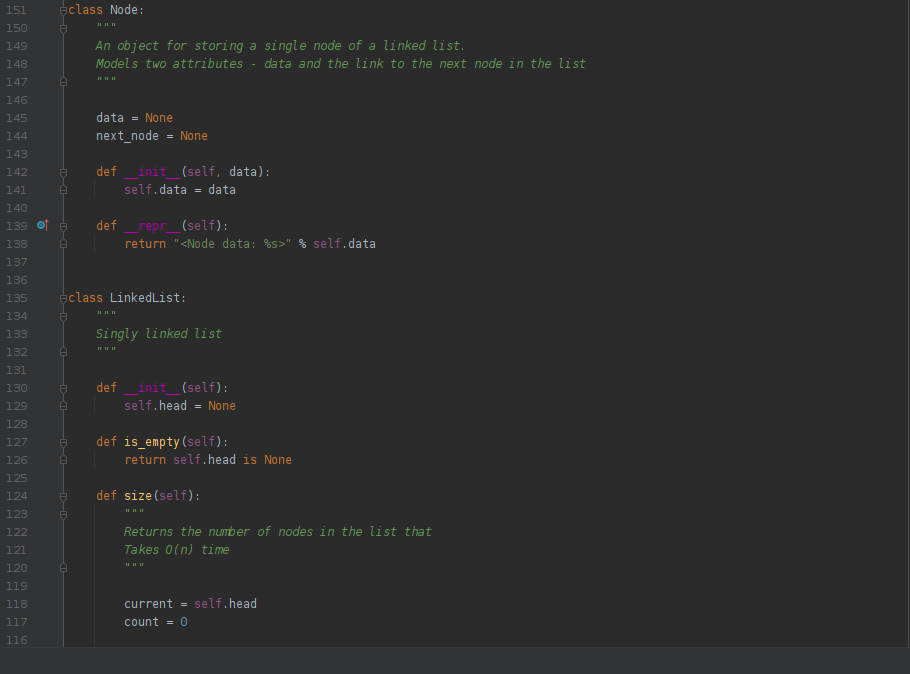 151 class Node:
150     """
149     An object for storing a single node of a linked list.
148     Models two attributes - data and the link to the next node in the list
147     """
146
145     data = None
144     next_node = None
143
142     def __init__(self, data):
141         self.data = data
140
139     def __repr__(self):
138         return "<Node data: %s>" % self.data
137
136
135 class LinkedList:
134     """
133     Singly linked list
132     """
131
130     def __init__(self):
129         self.head = None
128
127     def is_empty(self):
126         return self.head is None
125
124     def size(self):
123         """
122         Returns the number of nodes in the list that
121         Takes O(n) time
120         """
119
118         current = self.head
117         count = 0
116